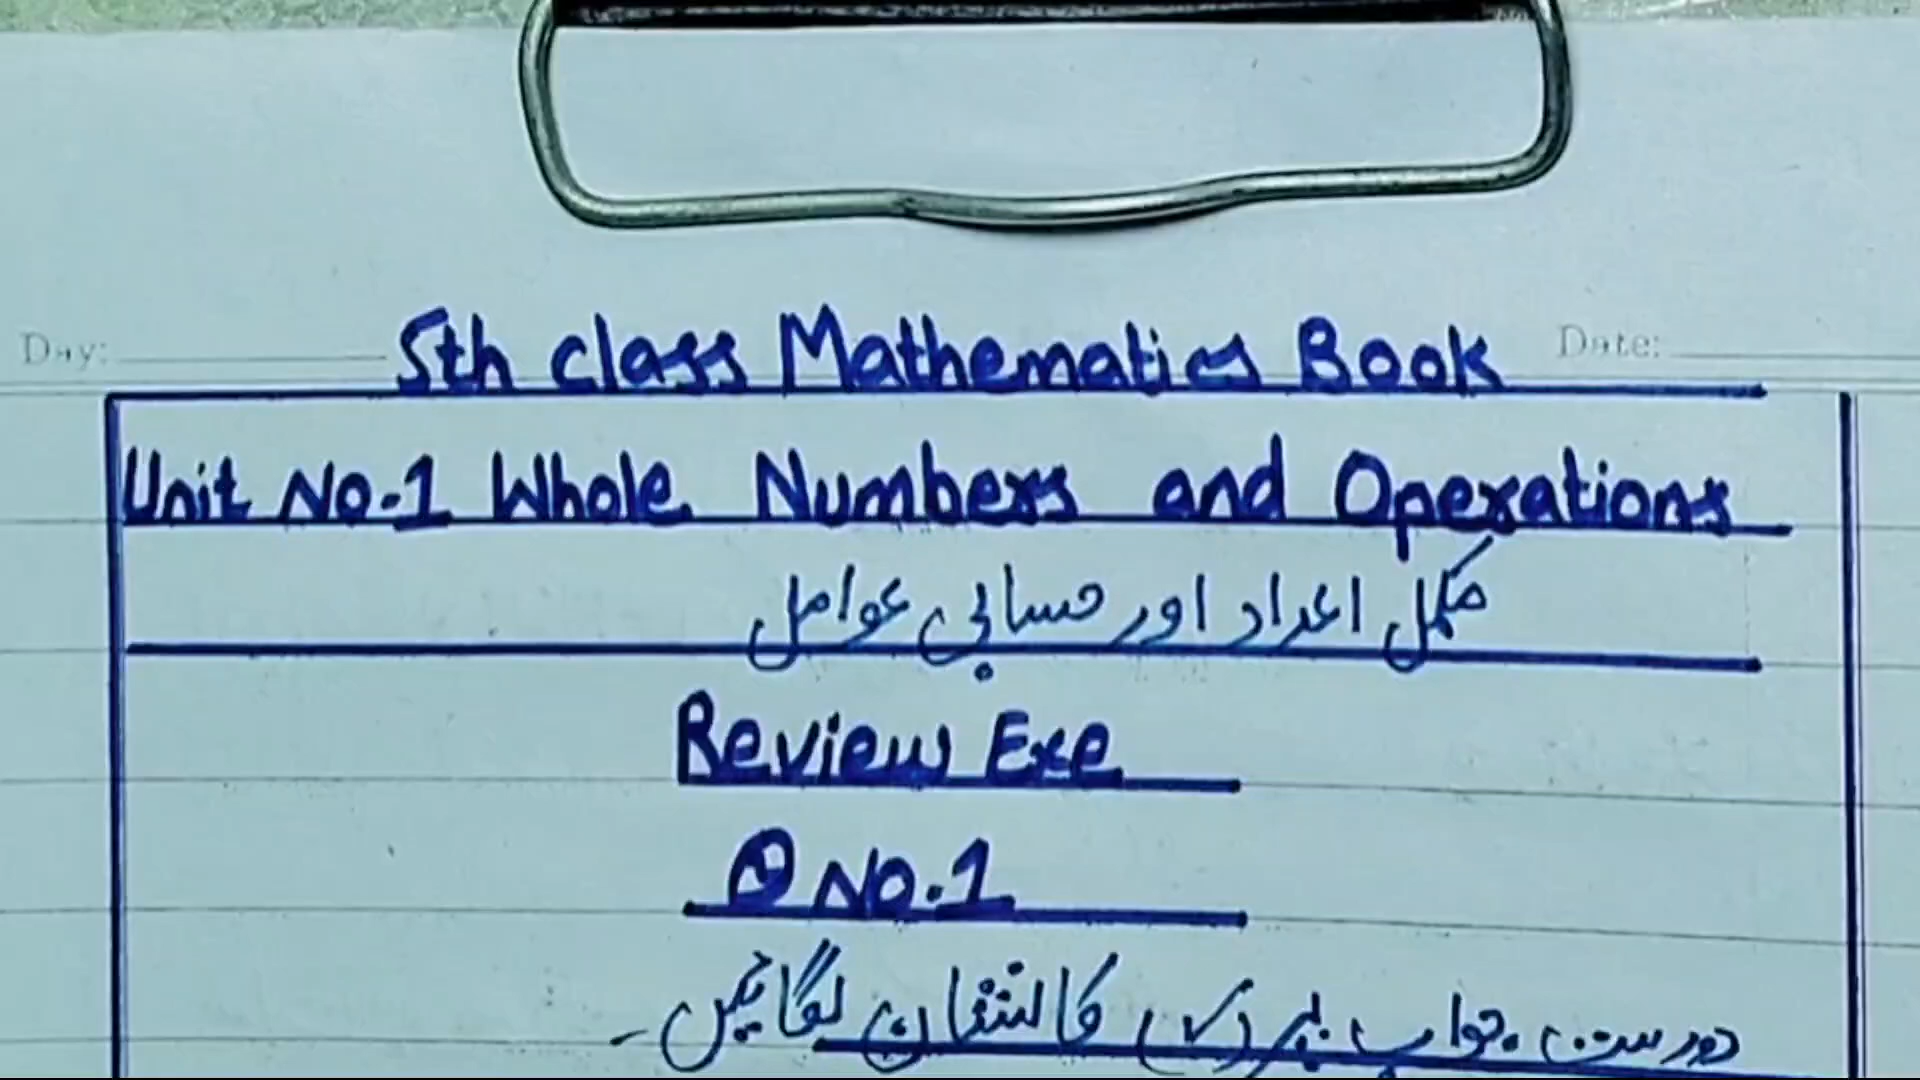 Day: 5th class Mathematics Book Date:
Unit No.1 Whole Numbers and Operations
مکمل اعداد اور حسابی عوامل
Review Exe
Q No.1
درست جواب پر (✓) کا نشان لگائیں۔